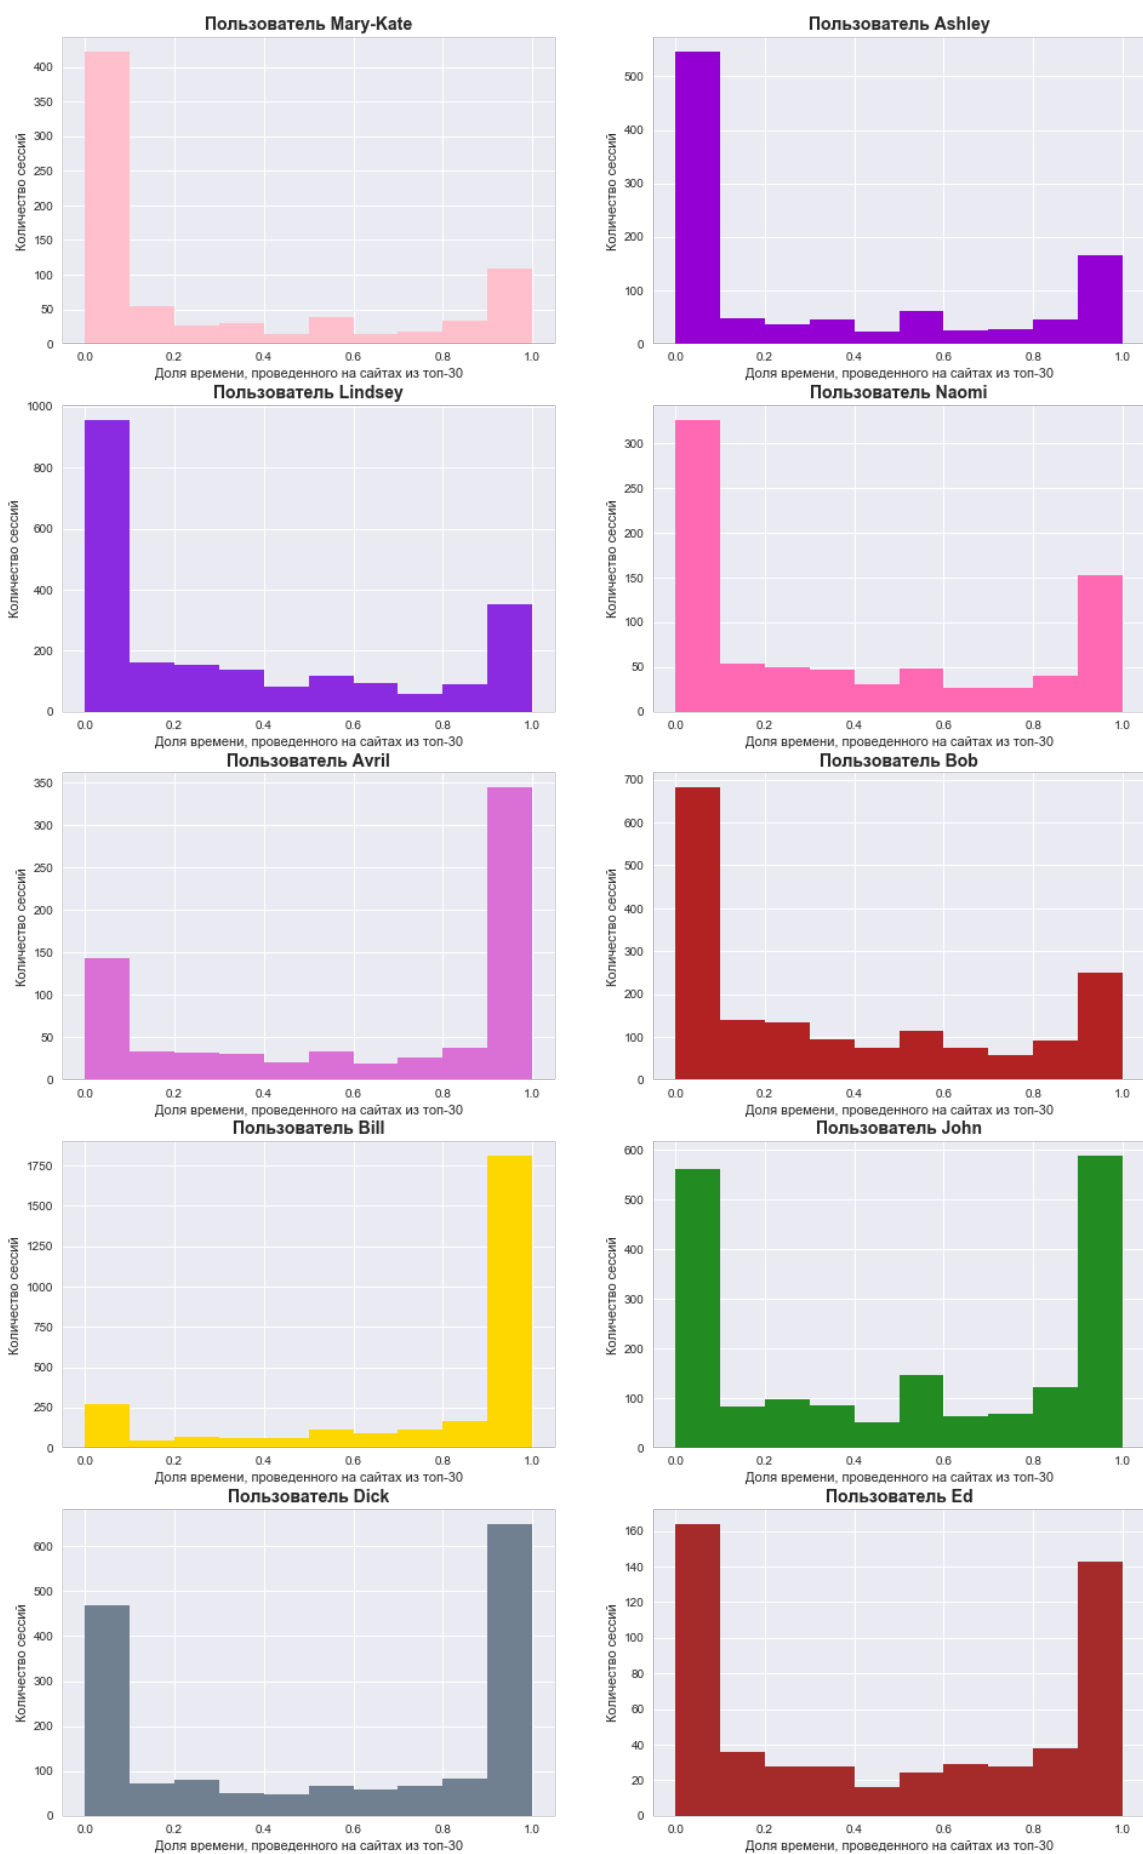 Пользователь Mary-Kate
Количество сессий
400
350
300
250
200
150
100
50
0
0.0 0.2 0.4 0.6 0.8 1.0
Доля времени, проведенного на сайтах из топ-30
Пользователь Ashley
Количество сессий
500
400
300
200
100
0
0.0 0.2 0.4 0.6 0.8 1.0
Доля времени, проведенного на сайтах из топ-30
Пользователь Lindsey
Количество сессий
1000
800
600
400
200
0
0.0 0.2 0.4 0.6 0.8 1.0
Доля времени, проведенного на сайтах из топ-30
Пользователь Naomi
Количество сессий
300
250
200
150
100
50
0
0.0 0.2 0.4 0.6 0.8 1.0
Доля времени, проведенного на сайтах из топ-30
Пользователь Avril
Количество сессий
350
300
250
200
150
100
50
0
0.0 0.2 0.4 0.6 0.8 1.0
Доля времени, проведенного на сайтах из топ-30
Пользователь Bob
Количество сессий
700
600
500
400
300
200
100
0
0.0 0.2 0.4 0.6 0.8 1.0
Доля времени, проведенного на сайтах из топ-30
Пользователь Bill
Количество сессий
1750
1500
1250
1000
750
500
250
0
0.0 0.2 0.4 0.6 0.8 1.0
Доля времени, проведенного на сайтах из топ-30
Пользователь John
Количество сессий
600
500
400
300
200
100
0
0.0 0.2 0.4 0.6 0.8 1.0
Доля времени, проведенного на сайтах из топ-30
Пользователь Dick
Количество сессий
600
500
400
300
200
100
0
0.0 0.2 0.4 0.6 0.8 1.0
Доля времени, проведенного на сайтах из топ-30
Пользователь Ed
Количество сессий
160
140
120
100
80
60
40
20
0
0.0 0.2 0.4 0.6 0.8 1.0
Доля времени, проведенного на сайтах из топ-30